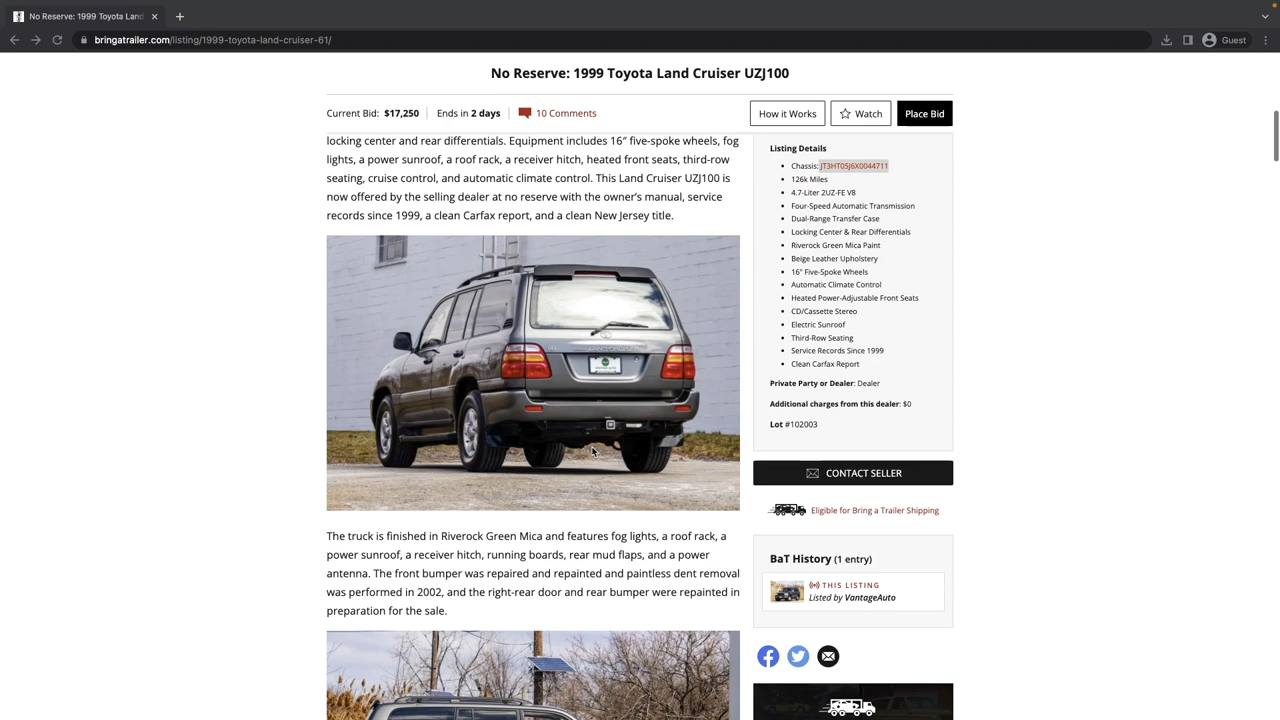 No Reserve: 1999 Toyota Land
bringatrailer.com/listing/1999-toyota-land-cruiser-61/
Guest
No Reserve: 1999 Toyota Land Cruiser UZJ100
Current Bid: $17,250
Ends in 2 days
10 Comments
How it Works
Watch
Place Bid
locking center and rear differentials. Equipment includes 16″ five-spoke wheels, fog
lights, a power sunroof, a roof rack, a receiver hitch, heated front seats, third-row
seating, cruise control, and automatic climate control. This Land Cruiser UZJ100 is
now offered by the selling dealer at no reserve with the owner’s manual, service
records since 1999, a clean Carfax report, and a clean New Jersey title.
The truck is finished in Riverock Green Mica and features fog lights, a roof rack, a
power sunroof, a receiver hitch, running boards, rear mud flaps, and a power
antenna. The front bumper was repaired and repainted and paintless dent removal
was performed in 2002, and the right-rear door and rear bumper were repainted in
preparation for the sale.
Listing Details
Chassis: JT3HT05J6X0044711
126k Miles
4.7-Liter 2UZ-FE V8
Four-Speed Automatic Transmission
Dual-Range Transfer Case
Locking Center & Rear Differentials
Riverock Green Mica Paint
Beige Leather Upholstery
16" Five-Spoke Wheels
Automatic Climate Control
Heated Power-Adjustable Front Seats
CD/Cassette Stereo
Electric Sunroof
Third-Row Seating
Service Records Since 1999
Clean Carfax Report
Private Party or Dealer: Dealer
Additional charges from this dealer: $0
Lot #102003
CONTACT SELLER
Eligible for Bring a Trailer Shipping
BaT History (1 entry)
THIS LISTING
Listed by VantageAuto